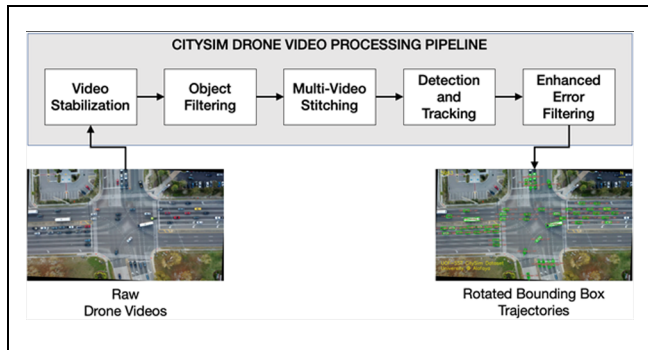 CITYSIM DRONE VIDEO PROCESSING PIPELINE
Video
Stabilization
Object
Filtering
Multi-Video
Stitching
Detection
and
Tracking
Enhanced
Error
Filtering
Raw
Drone Videos
Rotated Bounding Box
Trajectories